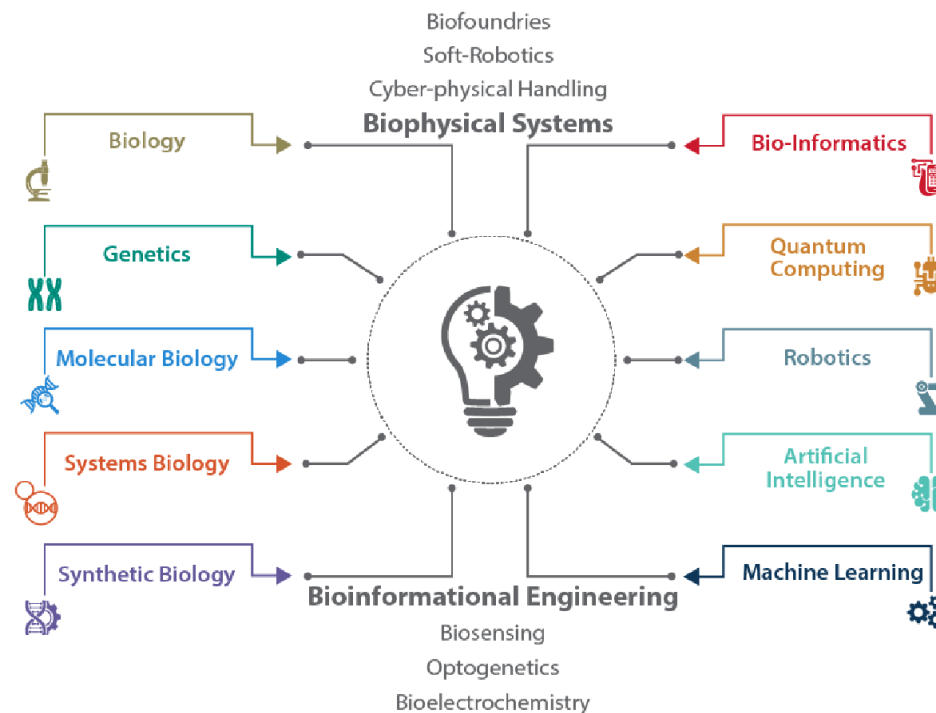 Biofoundries
Soft-Robotics
Cyber-physical Handling
Biophysical Systems
Biology
Genetics
Molecular Biology
Systems Biology
Synthetic Biology
Bio-Informatics
Quantum
Computing
Robotics
Artificial
Intelligence
Machine Learning
Bioinformational Engineering
Biosensing
Optogenetics
Bioelectrochemistry